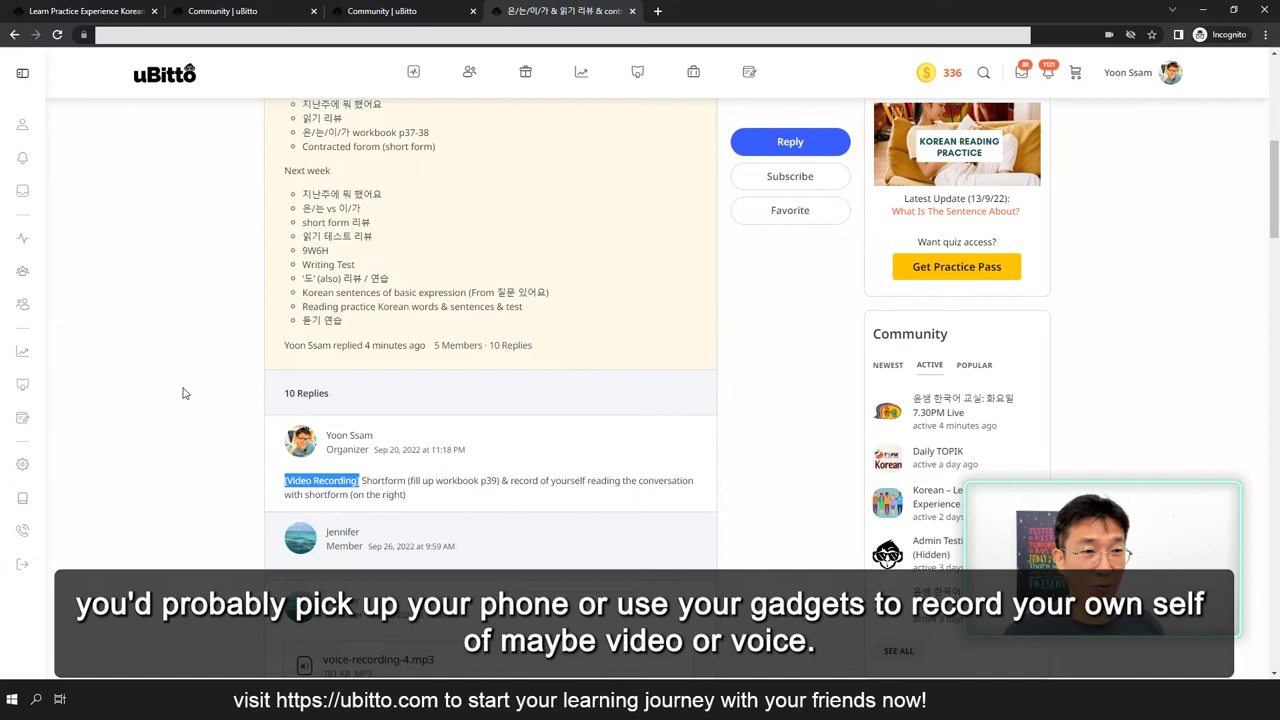 Learn Practice Experience Korean
Community | uBitto
Community | uBitto
은/는/이/가 & 읽기 리뷰 & cont
Incognito
uBitto
336
88
1121
Yoon Ssam
지난주에 뭐 했어요
읽기 리뷰
은/는/이/가 workbook p37-38
Contracted forom (short form)
Next week
지난주에 뭐 했어요
은/는 vs 이/가
short form 리뷰
읽기 테스트 리뷰
9W6H
Writing Test
'도' (also) 리뷰 / 연습
Korean sentences of basic expression (From 질문 있어요)
Reading practice Korean words & sentences & test
듣기 연습
Yoon Ssam replied 4 minutes ago 5 Members · 10 Replies
10 Replies
Yoon Ssam
Organizer Sep 20, 2022 at 11:18 PM
[Video Recording] Shortform (fill up workbook p39) & record of yourself reading the conversation
with shortform (on the right)
Jennifer
Member Sep 26, 2022 at 9:59 AM
voice-recording-4.mp3
781 KB MP3
Reply
Subscribe
Favorite
KOREAN READING
PRACTICE
Latest Update (13/9/22):
What Is The Sentence About?
Want quiz access?
Get Practice Pass
Community
NEWEST
ACTIVE
POPULAR
윤쌤 한국어 교실: 화요일
7.30PM Live
active 4 minutes ago
Daily TOPIK
active a day ago
TOPIK
Korean
Korean – Le
Experience
active 2 days
Admin Testi
(Hidden)
active 3 days
SEE ALL
you'd probably pick up your phone or use your gadgets to record your own self
of maybe video or voice.
visit https://ubitto.com to start your learning journey with your friends now!